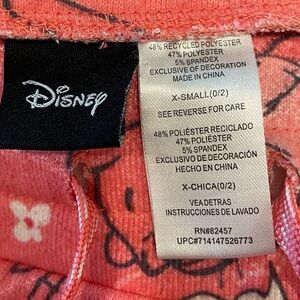 Disney
48% RECYCLED POLYESTER
47% POLYESTER
5% SPANDEX
EXCLUSIVE OF DECORATION
MADE IN CHINA
X-SMALL(0/2)
SEE REVERSE FOR CARE
48% POLIÉSTER RECICLADO
47% POLIÉSTER
5% SPANDEX
EXCLUSIVO DE DECORACIÓN
HECHO EN CHINA
X-CHICA(0/2)
VEA DETRAS
INSTRUCCIONES DE LAVADO
RN#82457
UPC#714147526773